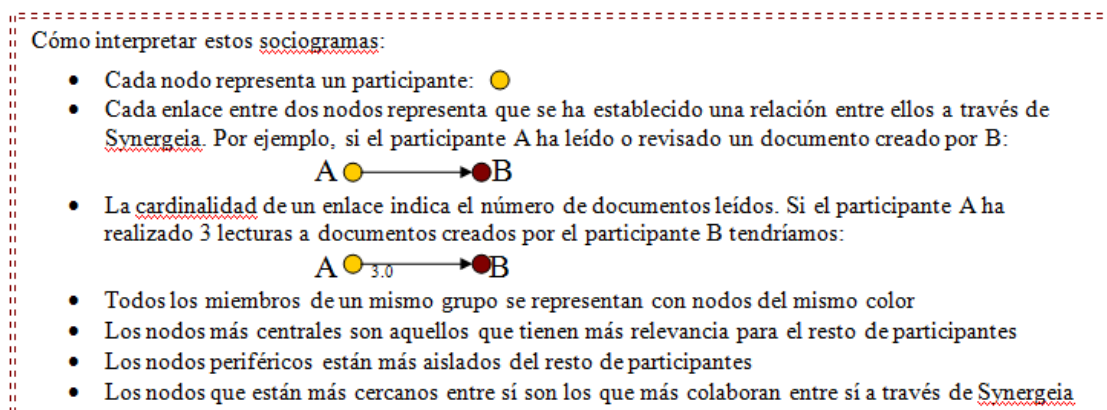 Cómo interpretar estos sociogramas:
• Cada nodo representa un participante:
• Cada enlace entre dos nodos representa que se ha establecido una relación entre ellos a través de
Synergeia. Por ejemplo, si el participante A ha leído o revisado un documento creado por B:
A B
• La cardinalidad de un enlace indica el número de documentos leídos. Si el participante A ha
realizado 3 lecturas a documentos creados por el participante B tendríamos:
A 3.0 B
• Todos los miembros de un mismo grupo se representan con nodos del mismo color
• Los nodos más centrales son aquellos que tienen más relevancia para el resto de participantes
• Los nodos periféricos están más aislados del resto de participantes
• Los nodos que están más cercanos entre sí son los que más colaboran entre sí a través de Synergeia